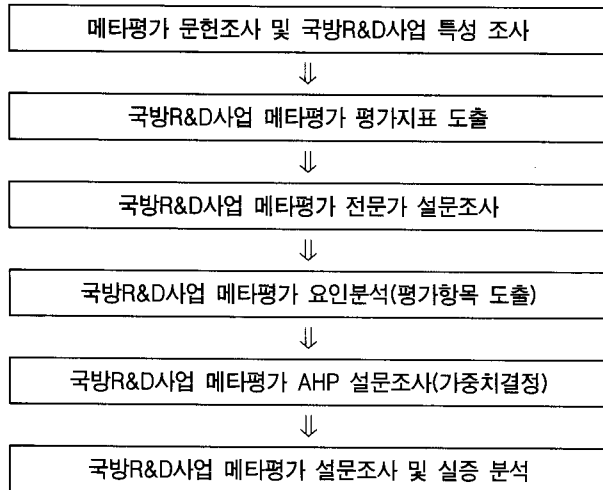 메타평가 문헌조사 및 국방R&D사업 특성 조사
⇓
국방R&D사업 메타평가 평가지표 도출
⇓
국방R&D사업 메타평가 전문가 설문조사
⇓
국방R&D사업 메타평가 요인분석(평가항목 도출)
⇓
국방R&D사업 메타평가 AHP 설문조사(가중치결정)
⇓
국방R&D사업 메타평가 설문조사 및 실증 분석